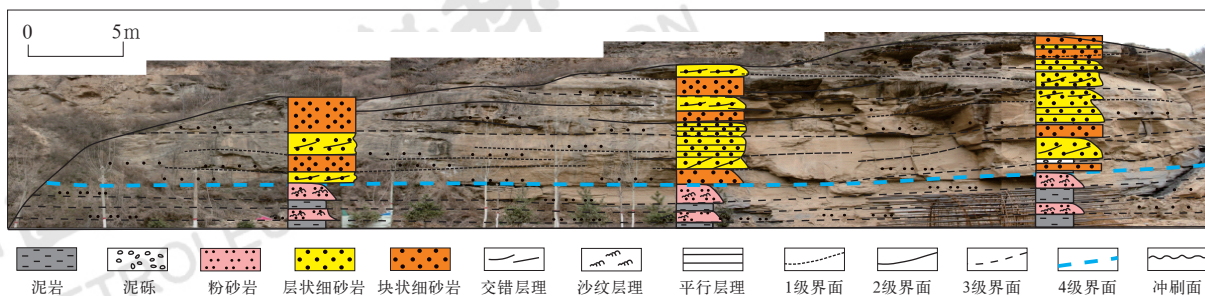 0 5 m
泥岩 泥砾 粉砂岩 层状细砂岩 块状细砂岩 交错层理 沙纹层理 平行层理 1级界面 2级界面 3级界面 4级界面 冲刷面